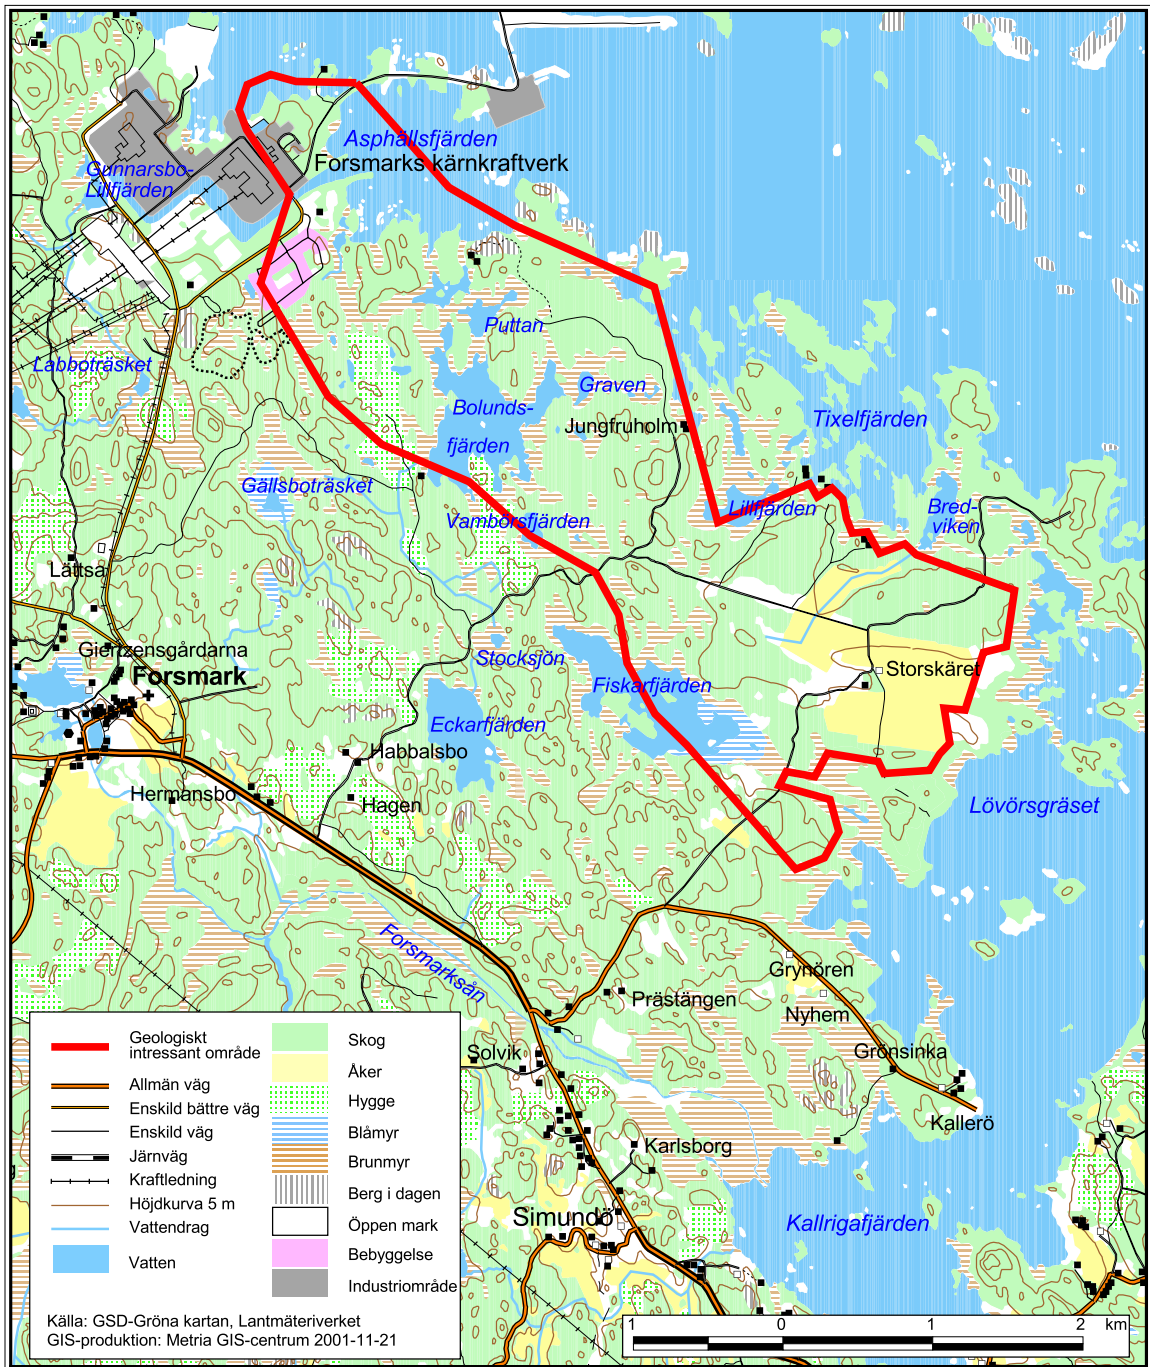 Asphällsfjärden
Forsmarks kärnkraftverk
Gunnarsbo-
Lillfjärden
Puttan
Labboträsket
Graven
Bolunds-
fjärden
Jungfruholm
Tixelfjärden
Gällsboträsket
Vambörsfjärden
Lillfjärden
Bred-
viken
Lättsa
Giertzensgårdarna
Forsmark
Stocksjön
Storskäret
Fiskarfjärden
Eckarfjärden
Habbalsbo
Hermansbo
Hagen
Lövörsgräset
Forsmarksån
Grynören
Prästängen
Nyhem
Solvik
Grönsinka
Kallerö
Karlsborg
Simundö
Kallrigafjärden
Geologiskt
intressant område
Allmän väg
Enskild bättre väg
Enskild väg
Järnväg
Kraftledning
Höjdkurva 5 m
Vattendrag
Vatten
Skog
Åker
Hygge
Blåmyr
Brunmyr
Berg i dagen
Öppen mark
Bebyggelse
Industriområde
Källa: GSD-Gröna kartan, Lantmäteriverket
GIS-produktion: Metria GIS-centrum 2001-11-21
1 0 1 2 km